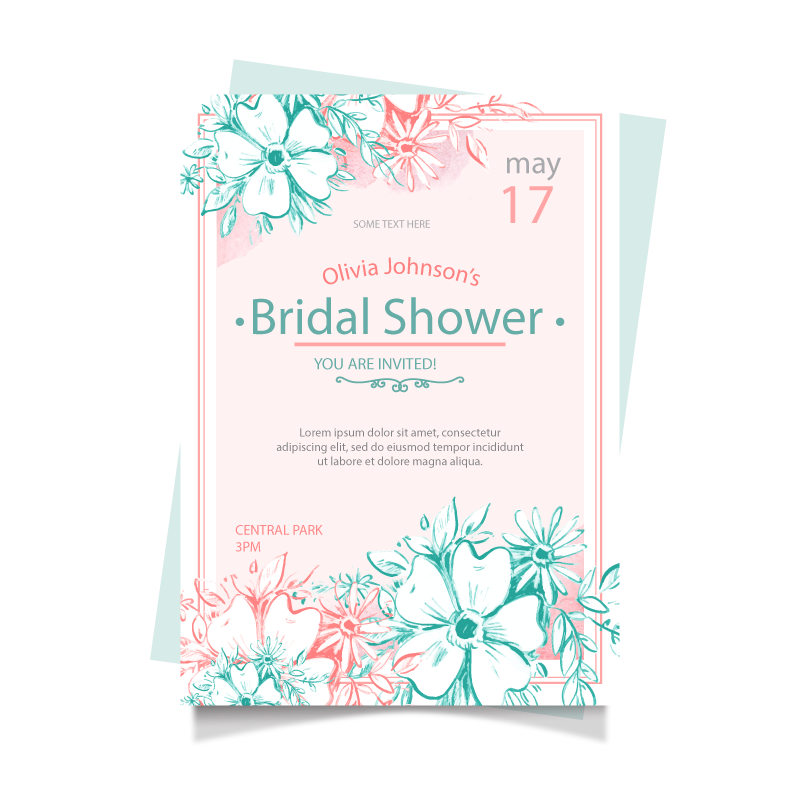 may
17
SOME TEXT HERE
Olivia Johnson's
•Bridal Shower•
YOU ARE INVITED!
Lorem ipsum dolor sit amet, consectetur
adipiscing elit, sed do eiusmod tempor incididunt
ut labore et dolore magna aliqua.
CENTRAL PARK
3PM